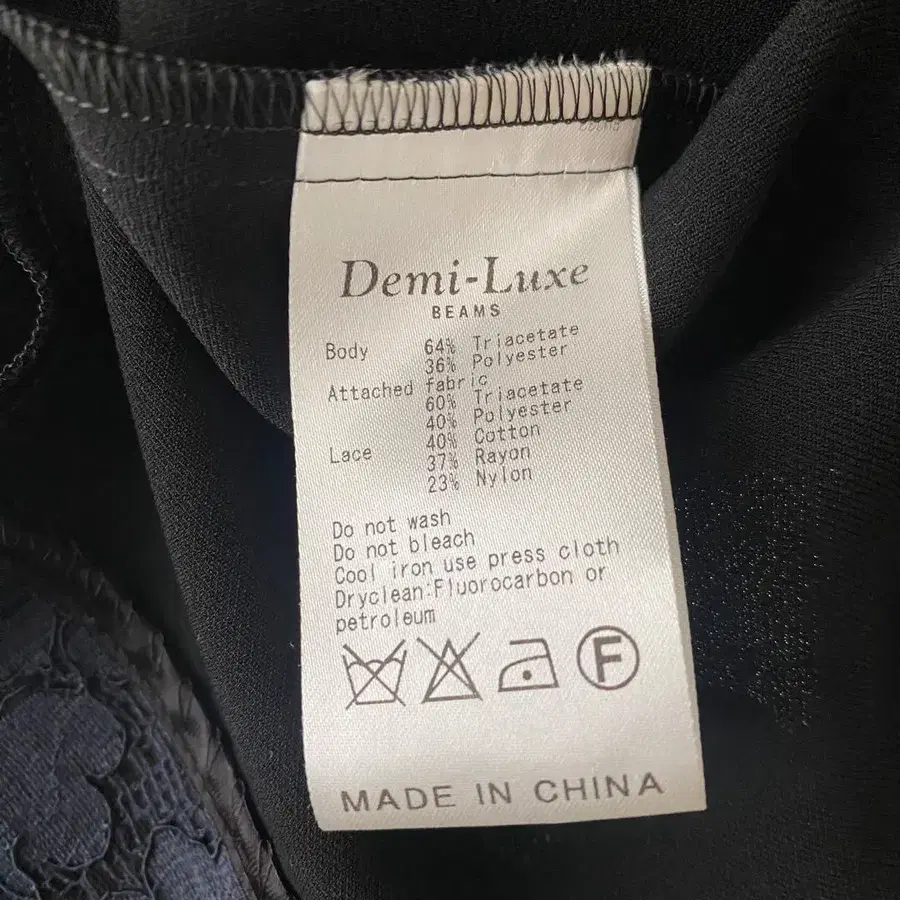 Demi-Luxe
BEAMS
Body 64% Triacetate
36% Polyester
Attached fabric
60% Triacetate
40% Polyester
Lace 40% Cotton
37% Rayon
23% Nylon
Do not wash
Do not bleach
Cool iron use press cloth
Dryclean:Fluorocarbon or
petroleum
F
MADE IN CHINA